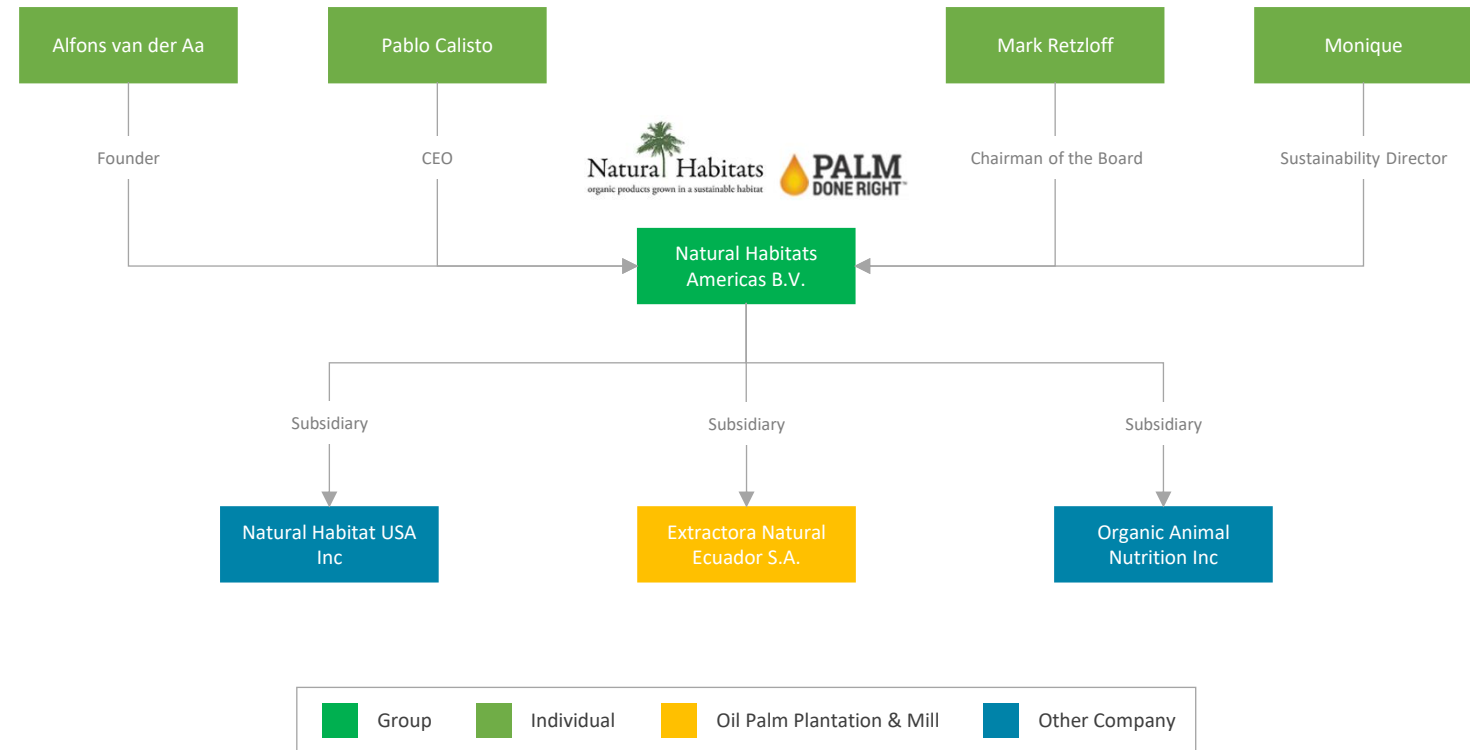 Alfons van der Aa
Pablo Calisto
Mark Retzloff
Monique
Founder
CEO
Chairman of the Board
Sustainability Director
Natural Habitats
organic products grown in a sustainable habitat
PALM
DONE RIGHT™
Natural Habitats
Americas B.V.
Subsidiary
Subsidiary
Subsidiary
Natural Habitat USA
Inc
Extractora Natural
Ecuador S.A.
Organic Animal
Nutrition Inc
Group
Individual
Oil Palm Plantation & Mill
Other Company